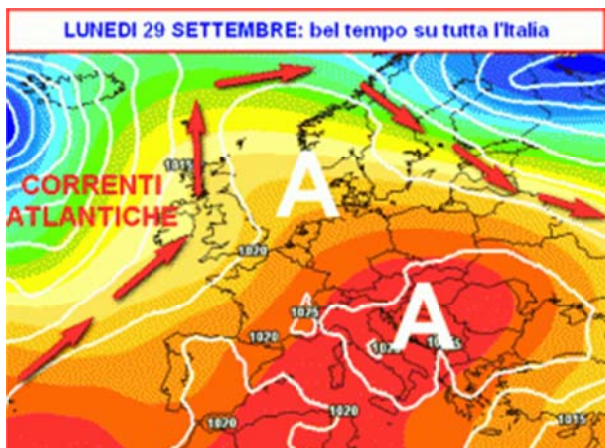 LUNEDI 29 SETTEMBRE: bel tempo su tutta l'Italia
1015
A
CORRENTI
ATLANTICHE
1020
A
1025
1020
1020
1020
1015